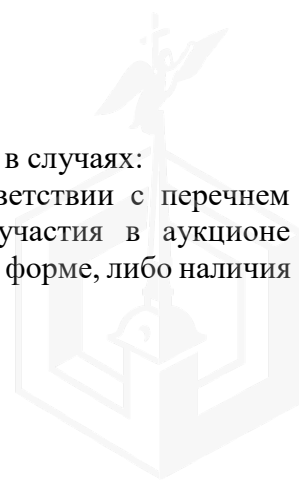 в случаях:
ветствии с перечнем
участия в аукционе
форме, либо наличия